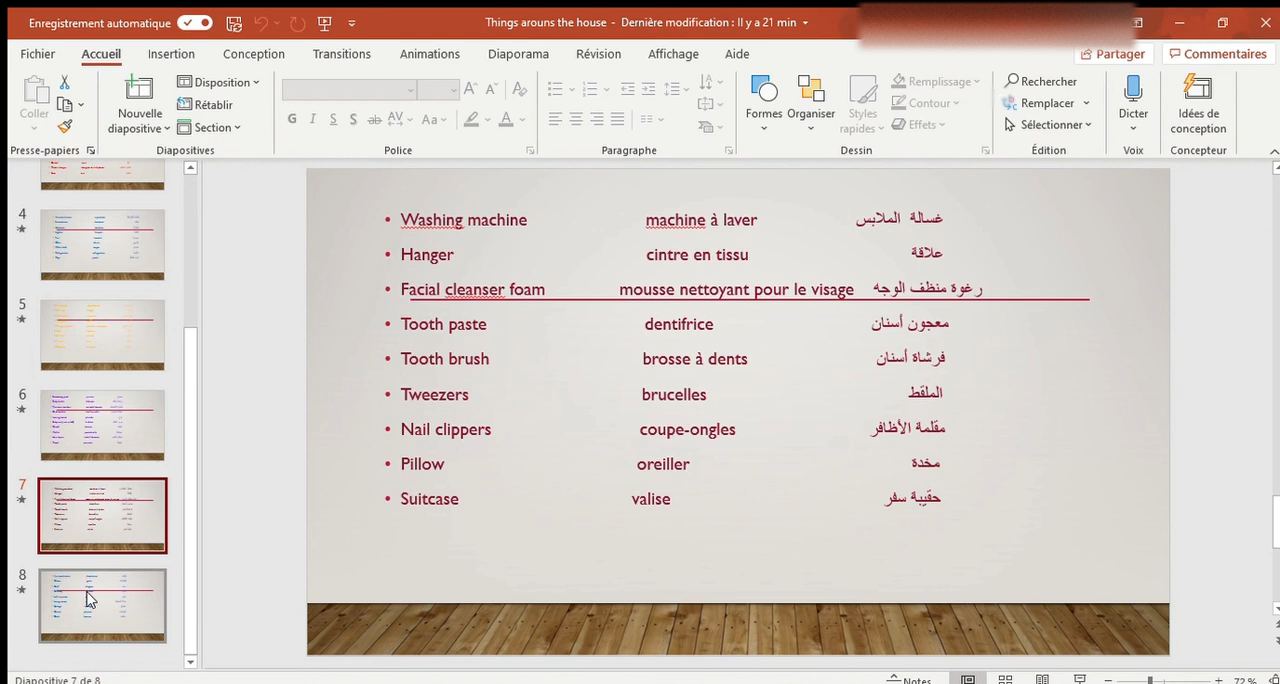 Enregistrement automatique
Things arouns the house - Dernière modification : Il y a 21 min
Fichier Accueil Insertion Conception Transitions Animations Diaporama Révision Affichage Aide Partager Commentaires
Coller
Nouvelle diapositive
Disposition
Rétablir
Section
G I S S ab AV Aa A
Formes
Organiser
Styles rapides
Remplissage
Contour
Effets
Rechercher
Remplacer
Sélectionner
Dicter
Idées de conception
Presse-papiers Diapositives Police Paragraphe Dessin Édition Voix Concepteur
4
5
6
7
8
• Washing machine machine à laver غسالة الملابس
• Hanger cintre en tissu علاقة
• Facial cleanser foam mousse nettoyant pour le visage رغوة منظف الوجه
• Tooth paste dentifrice معجون أسنان
• Tooth brush brosse à dents فرشاة أسنان
• Tweezers brucelles الملقط
• Nail clippers coupe-ongles مقلمة الأظافر
• Pillow oreiller مخدة
• Suitcase valise حقيبة سفر
Diapositive 7 de 8 Notes 72 %